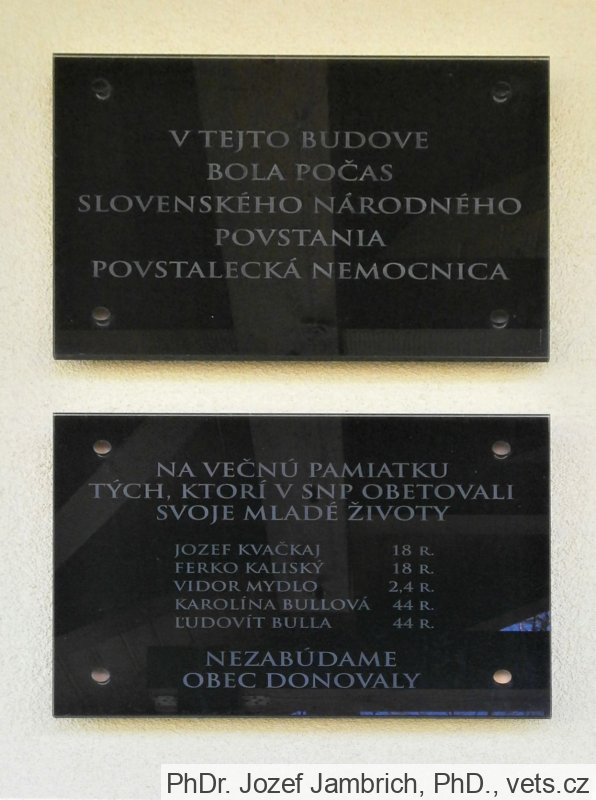 V TEJTO BUDOVE
BOLA POČAS
SLOVENSKÉHO NÁRODNÉHO
POVSTANIA
POVSTALECKÁ NEMOCNICA
NA VEČNÚ PAMIATKU
TÝCH, KTORÍ V SNP OBETOVALI
SVOJE MLADÉ ŽIVOTY
JOZEF KVAČKAJ 18 R.
FERKO KALISKÝ 18 R.
VIDOR MYDLO 2,4 R.
KAROLÍNA BULLOVÁ 44 R.
ĽUDOVÍT BULLA 44 R.
NEZABÚDAME
OBEC DONOVALY
PhDr. Jozef Jambrich, PhD., vets.cz